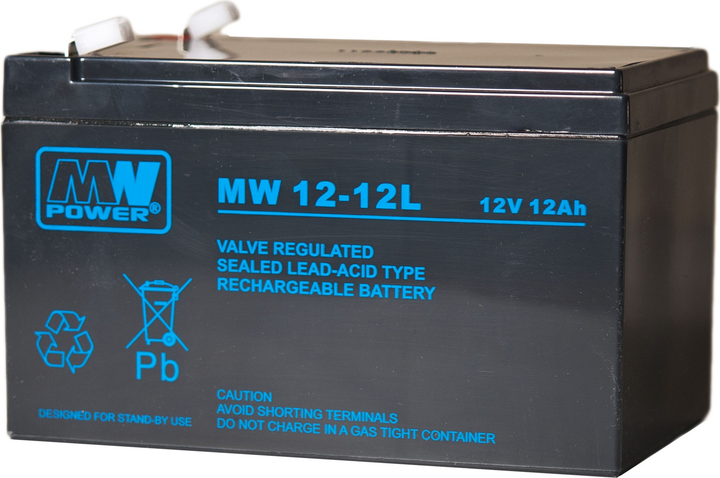 MW®
POWER
MW 12-12L 12V 12Ah
VALVE REGULATED
SEALED LEAD-ACID TYPE
RECHARGEABLE BATTERY
Pb
CAUTION
AVOID SHORTING TERMINALS
DO NOT CHARGE IN A GAS TIGHT CONTAINER
DESIGNED FOR STAND-BY USE